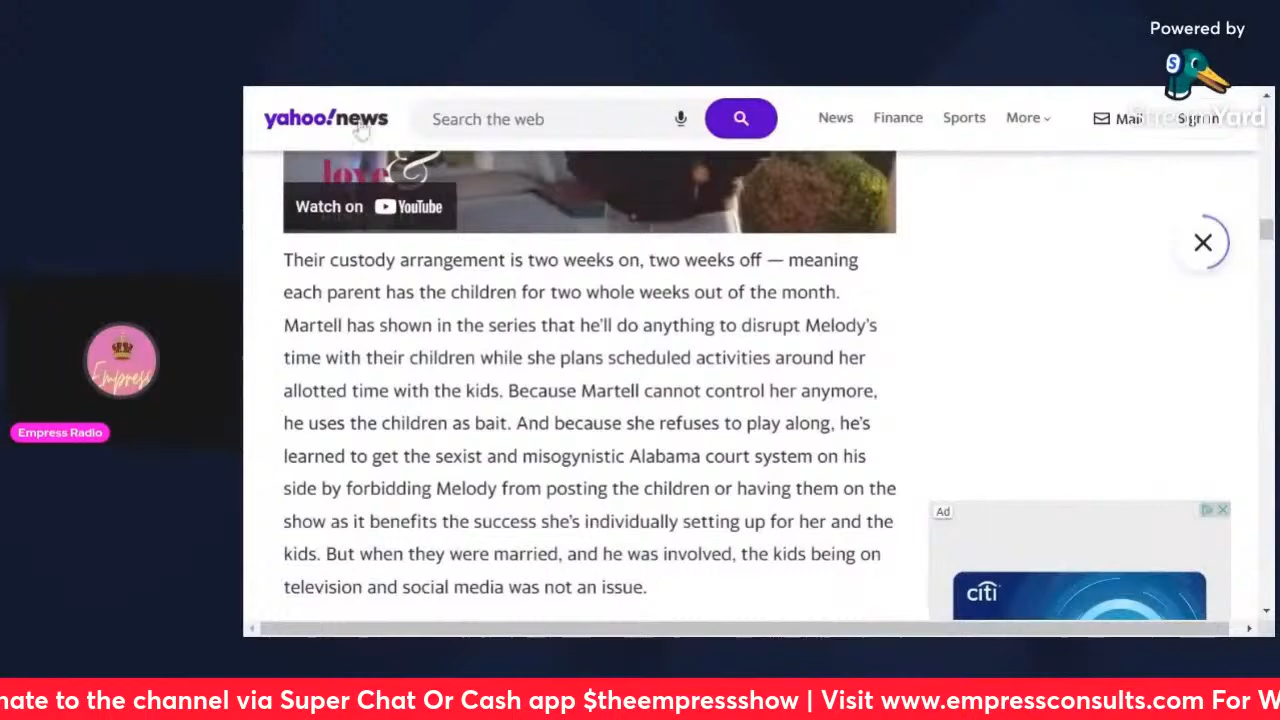 Powered by
StreamYard
yahoo!news
Search the web
News Finance Sports More
Mail Sign in
love &
Watch on YouTube
Their custody arrangement is two weeks on, two weeks off — meaning
each parent has the children for two whole weeks out of the month.
Martell has shown in the series that he'll do anything to disrupt Melody's
time with their children while she plans scheduled activities around her
allotted time with the kids. Because Martell cannot control her anymore,
he uses the children as bait. And because she refuses to play along, he's
learned to get the sexist and misogynistic Alabama court system on his
side by forbidding Melody from posting the children or having them on the
show as it benefits the success she's individually setting up for her and the
kids. But when they were married, and he was involved, the kids being on
television and social media was not an issue.
Ad
citi
Empress
Empress Radio
nate to the channel via Super Chat Or Cash app $theempressshow | Visit www.empressconsults.com For W